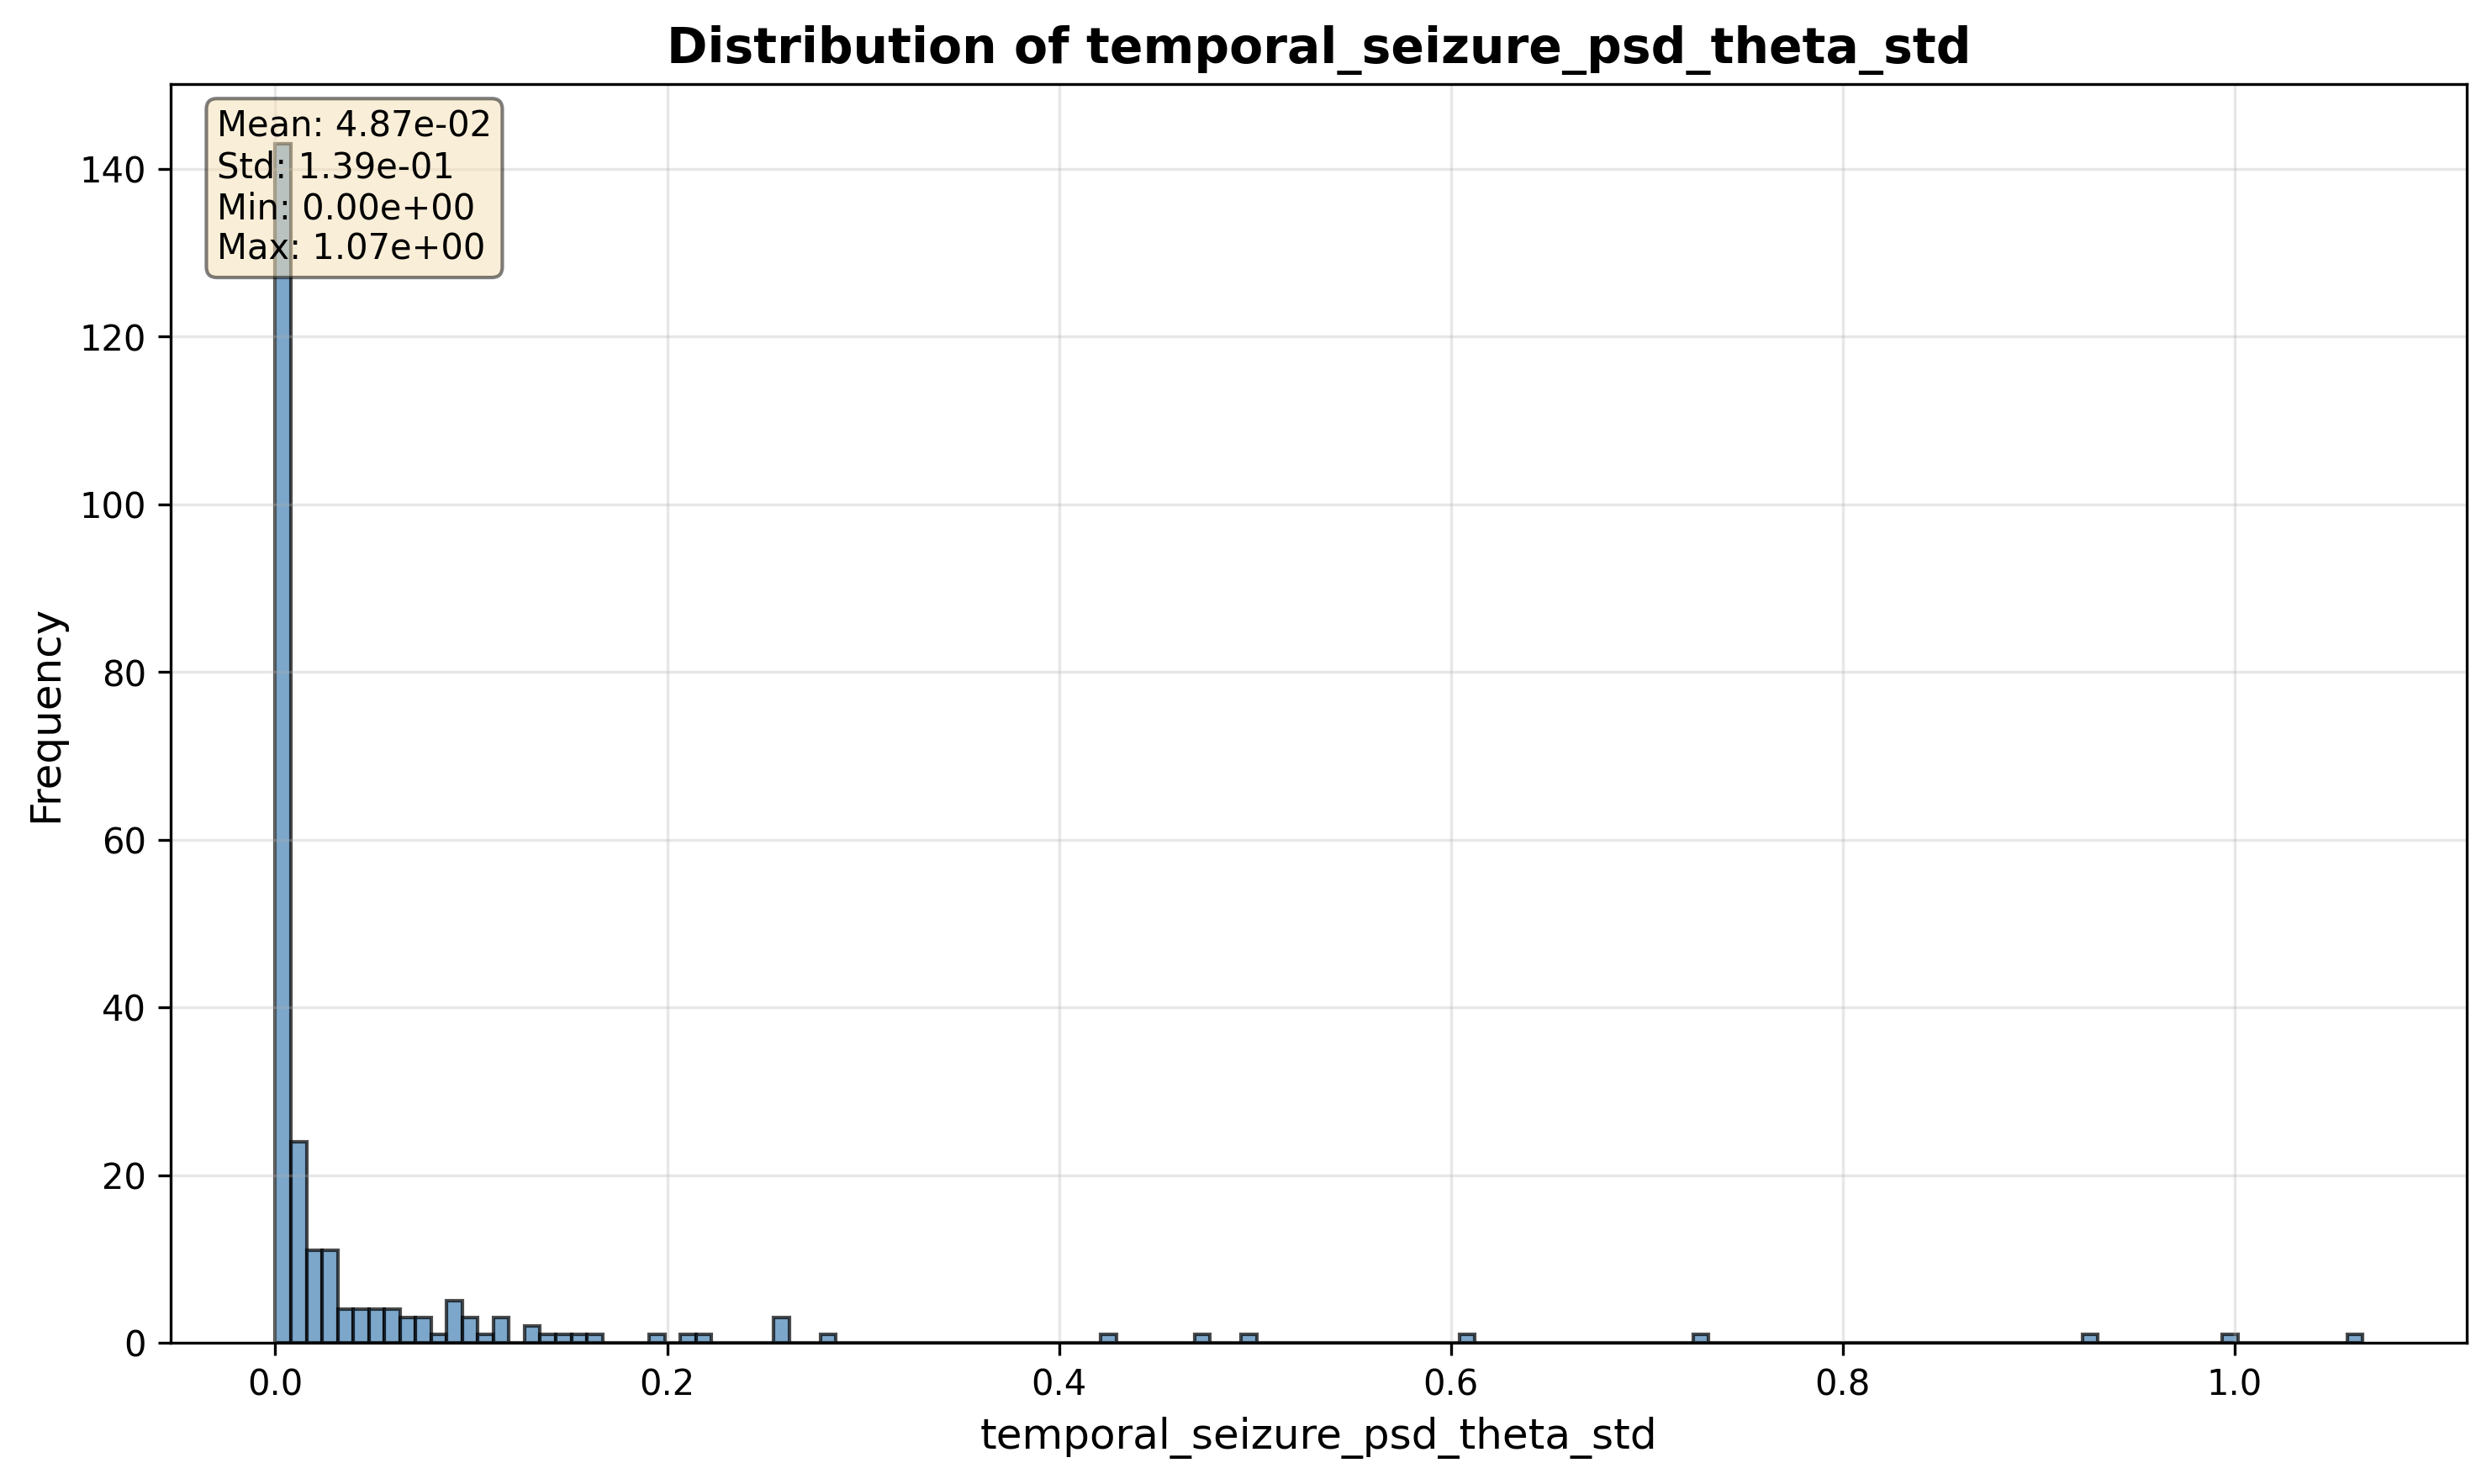 Distribution of temporal_seizure_psd_theta_std
Mean: 4.87e-02
Std: 1.39e-01
Min: 0.00e+00
Max: 1.07e+00
140
120
100
80
60
40
20
0
Frequency
0.0 0.2 0.4 0.6 0.8 1.0
temporal_seizure_psd_theta_std